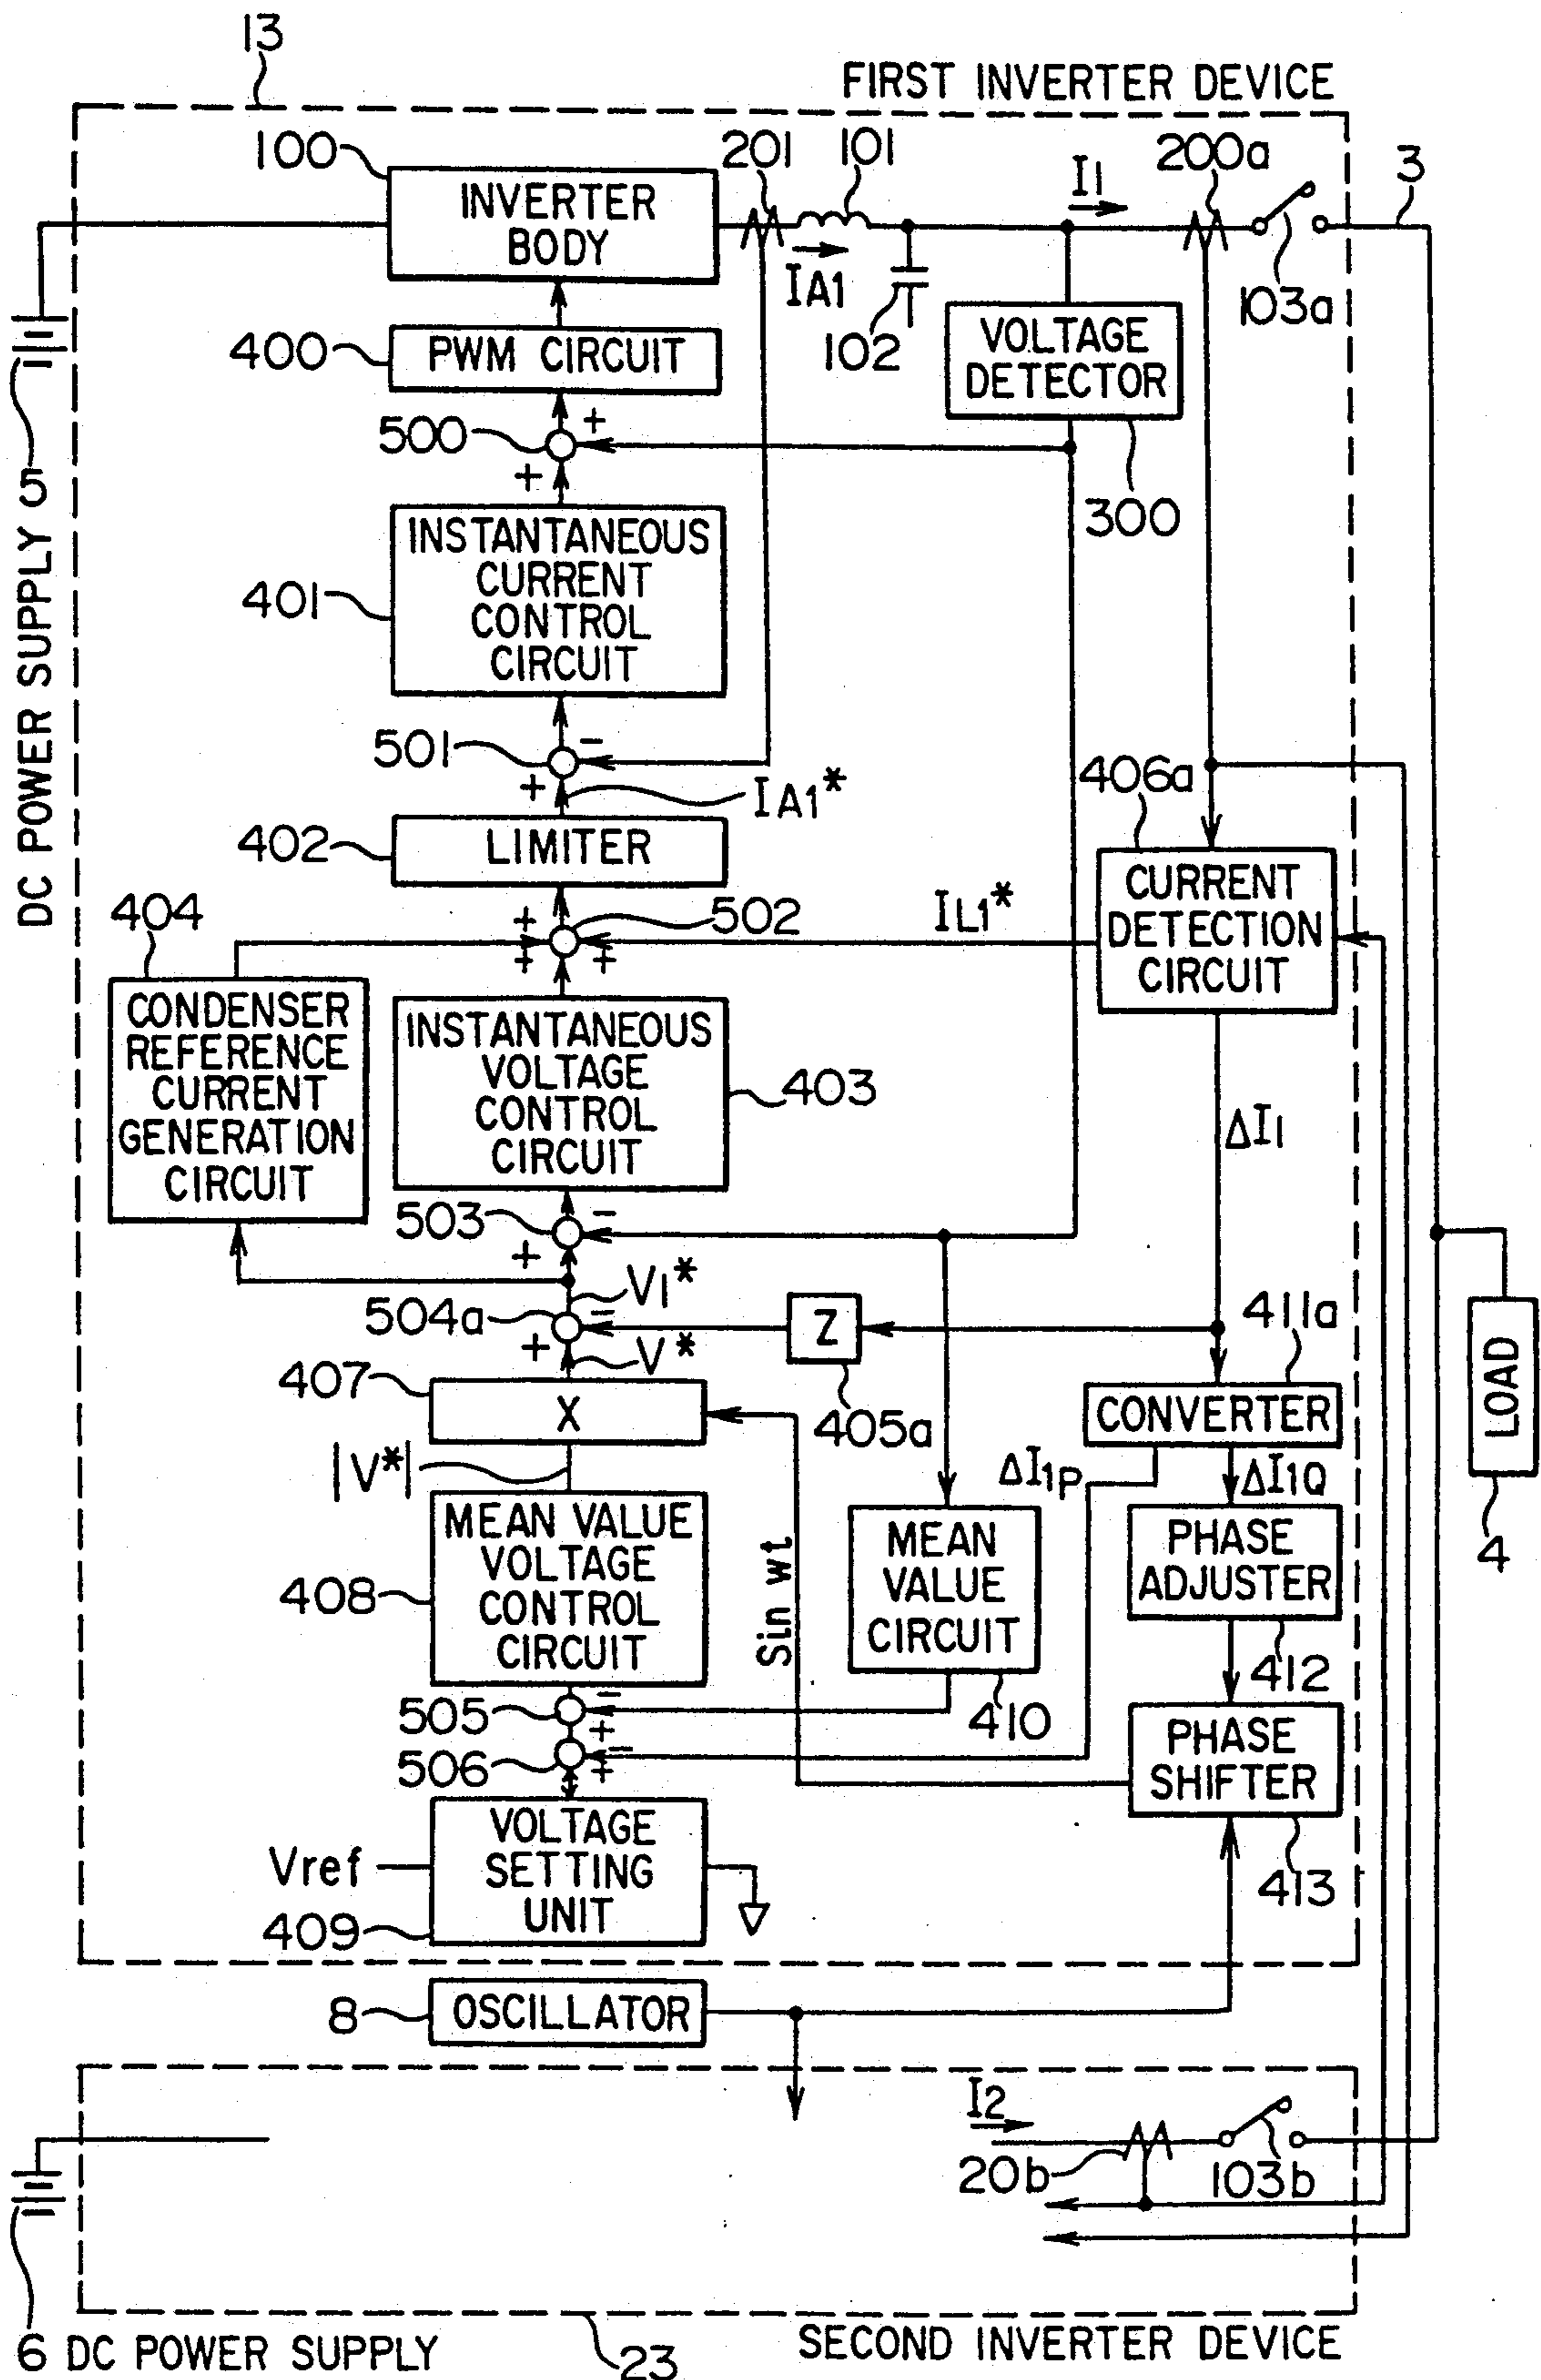 13
FIRST INVERTER DEVICE
100
INVERTER
BODY
201
101
I1
200a
3
IA1
102
103a
400
PWM CIRCUIT
VOLTAGE
DETECTOR
500
+
+
300
DC POWER SUPPLY 5
401
INSTANTANEOUS
CURRENT
CONTROL
CIRCUIT
501
-
+
IA1*
406a
402
LIMITER
CURRENT
DETECTION
CIRCUIT
404
+
502
IL1*
+
+
CONDENSER
REFERENCE
CURRENT
GENERATION
CIRCUIT
INSTANTANEOUS
VOLTAGE
CONTROL
CIRCUIT
403
ΔI1
503
-
+
V1*
504a
-
+
V*
Z
405a
411a
407
X
CONVERTER
LOAD
4
|V*|
ΔI1P
ΔI1Q
408
MEAN VALUE
VOLTAGE
CONTROL
CIRCUIT
Sin wt
MEAN
VALUE
CIRCUIT
410
PHASE
ADJUSTER
412
505
-
+
506
-
+
PHASE
SHIFTER
413
Vref
VOLTAGE
SETTING
UNIT
409
8
OSCILLATOR
I2
20b
103b
6 DC POWER SUPPLY
23
SECOND INVERTER DEVICE